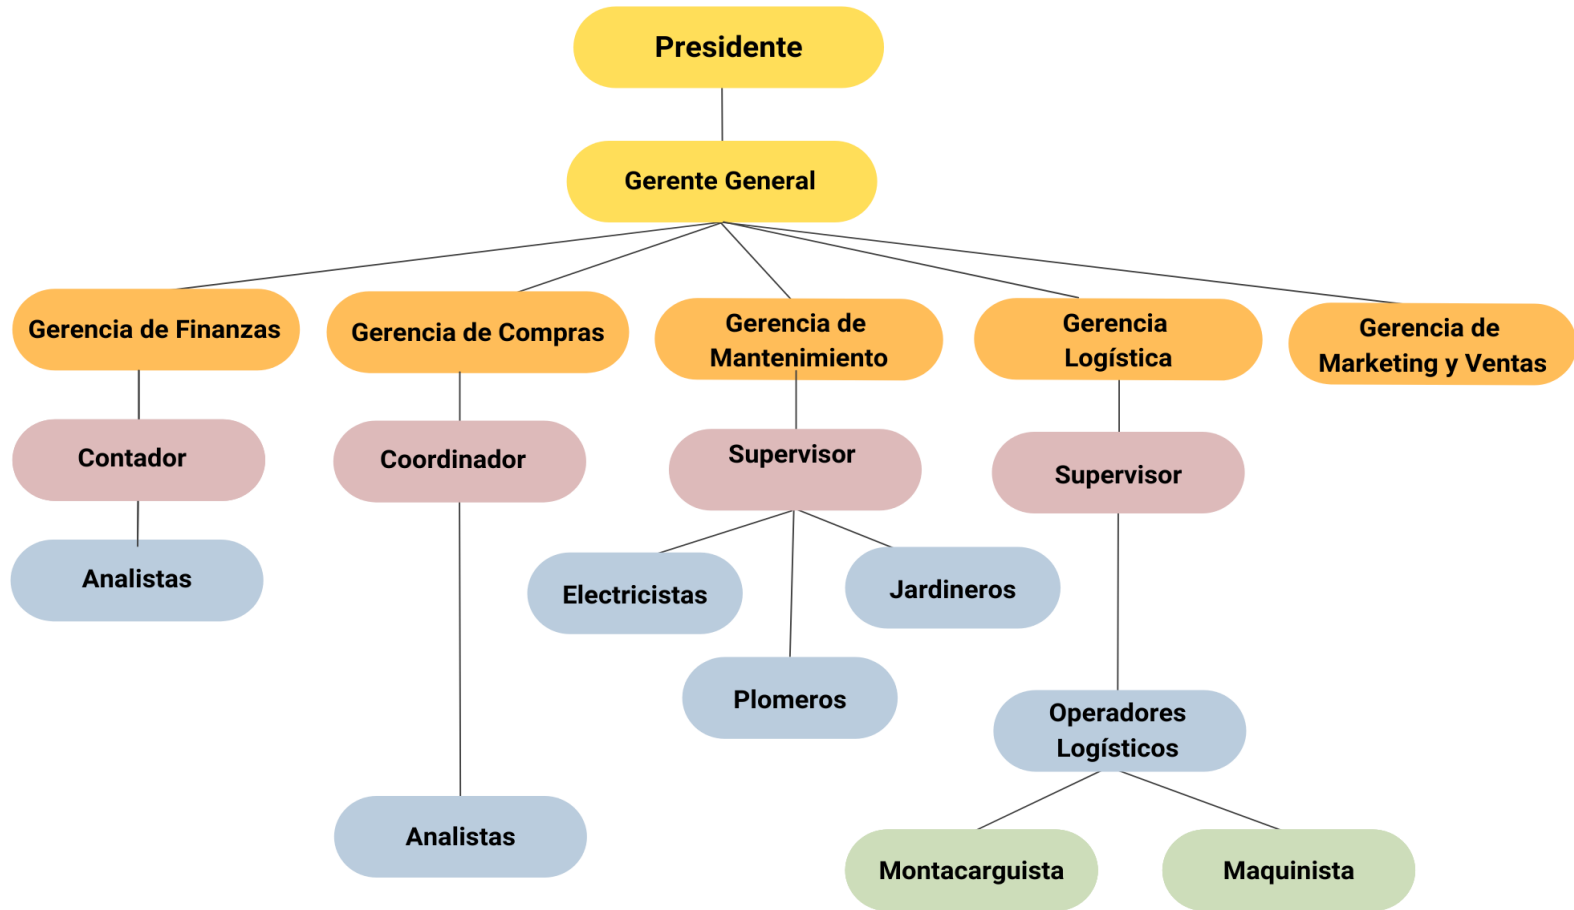 Presidente
Gerente General
Gerencia de Finanzas
Gerencia de Compras
Gerencia de
Mantenimiento
Gerencia
Logística
Gerencia de
Marketing y Ventas
Contador
Coordinador
Supervisor
Supervisor
Analistas
Electricistas
Jardineros
Plomeros
Operadores
Logísticos
Analistas
Montacarguista
Maquinista